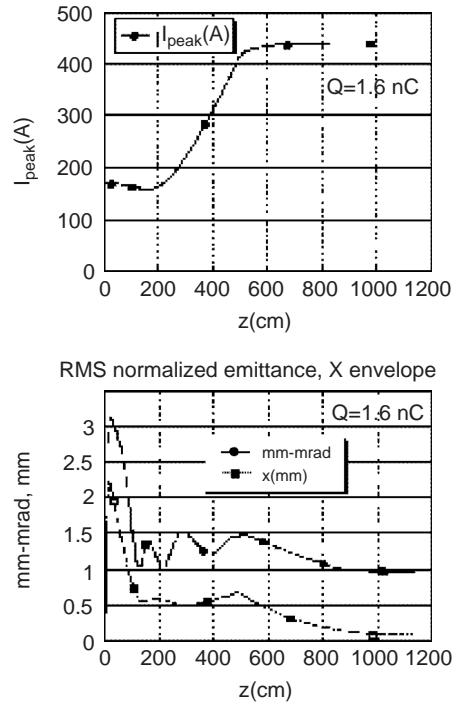 500
I_peak(A)
400
Q=1.6 nC
300
I_peak(A)
200
100
0
0 200 400 600 800 1000 1200
z(cm)
RMS normalized emittance, X envelope
Q=1.6 nC
3
mm-mrad
2.5
x(mm)
2
mm-mrad, mm
1.5
1
0.5
0
0 200 400 600 800 1000 1200
z(cm)